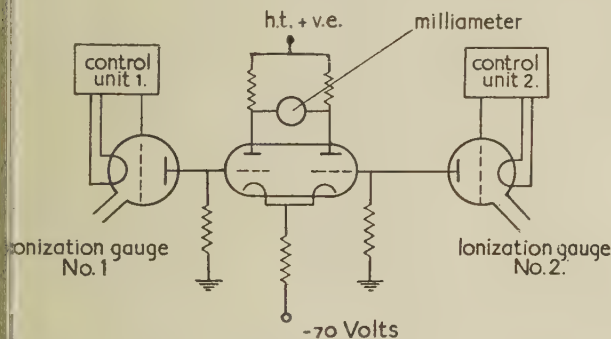 h.t. + v.e.
milliameter
control
unit 1.
control
unit 2.
onization gauge
No. 1
Ionization gauge
No. 2.
-70 Volts